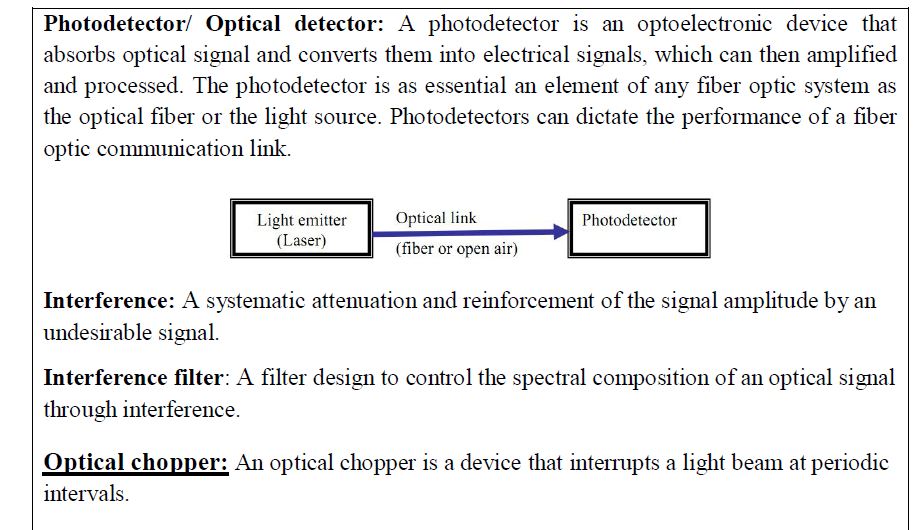 Photodetector/ Optical detector: A photodetector is an optoelectronic device that
absorbs optical signal and converts them into electrical signals, which can then amplified
and processed. The photodetector is as essential an element of any fiber optic system as
the optical fiber or the light source. Photodetectors can dictate the performance of a fiber
optic communication link.
Light emitter
(Laser)
Optical link
(fiber or open air)
Photodetector
Interference: A systematic attenuation and reinforcement of the signal amplitude by an
undesirable signal.
Interference filter: A filter design to control the spectral composition of an optical signal
through interference.
Optical chopper: An optical chopper is a device that interrupts a light beam at periodic
intervals.